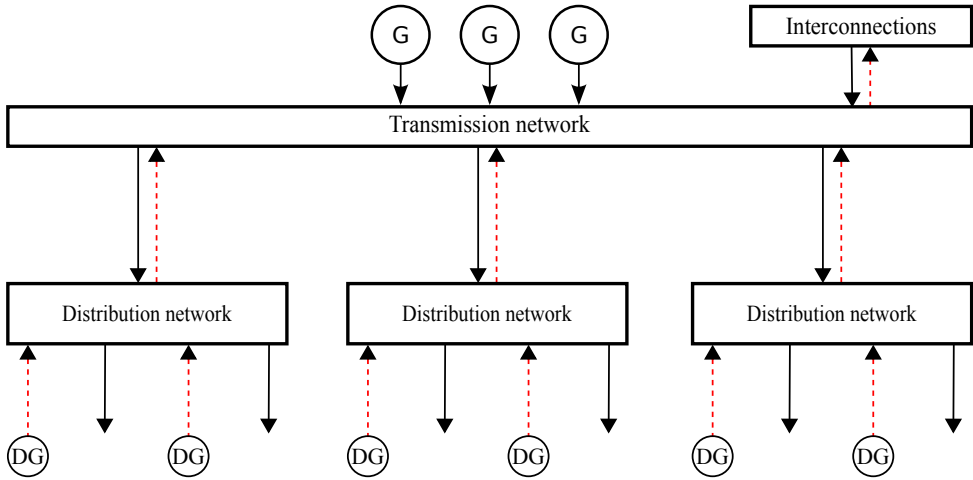 G G G
Interconnections
Transmission network
Distribution network Distribution network Distribution network
DG DG DG DG DG DG